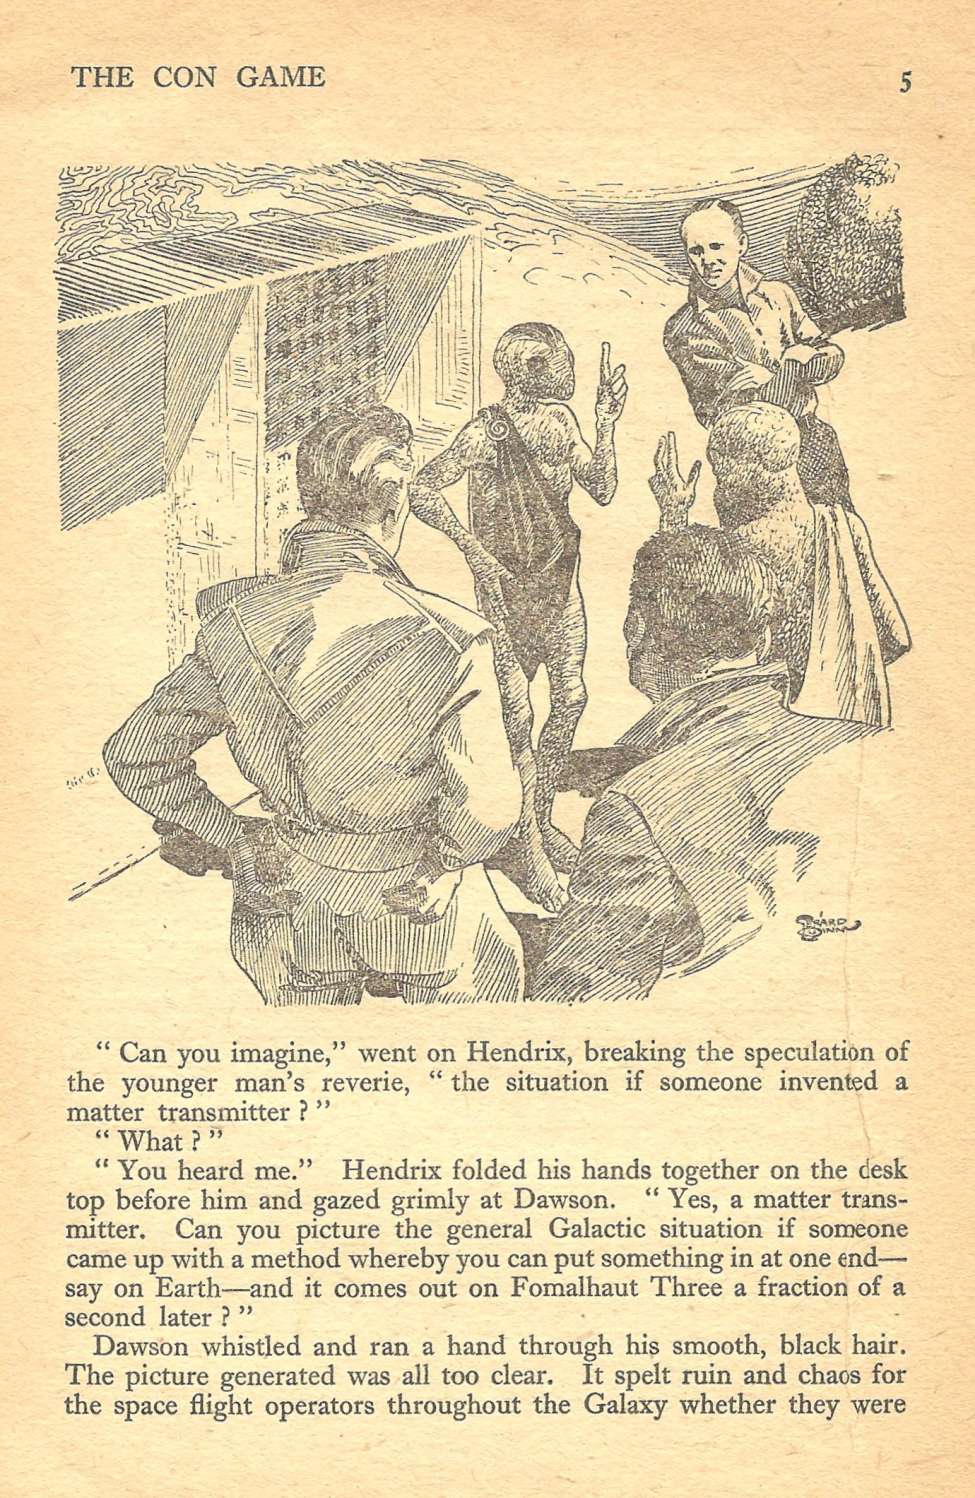 THE CON GAME 5
GERARD
QUINN
“ Can you imagine,” went on Hendrix, breaking the speculation of
the younger man’s reverie, “ the situation if someone invented a
matter transmitter ? ”
“ What ? ”
“ You heard me.” Hendrix folded his hands together on the desk
top before him and gazed grimly at Dawson. “ Yes, a matter trans-
mitter. Can you picture the general Galactic situation if someone
came up with a method whereby you can put something in at one end—
say on Earth—and it comes out on Fomalhaut Three a fraction of a
second later ? ”
Dawson whistled and ran a hand through his smooth, black hair.
The picture generated was all too clear. It spelt ruin and chaos for
the space flight operators throughout the Galaxy whether they were